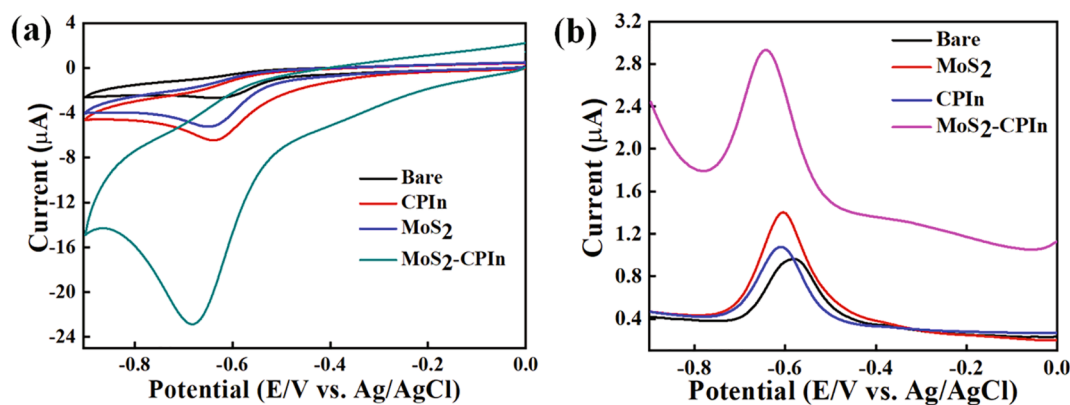 (a)
Current (μA)
4
0
-4
-8
-12
-16
-20
-24
Bare
CPIn
MoS2
MoS2-CPIn
-0.8
-0.6
-0.4
-0.2
0.0
Potential (E/V vs. Ag/AgCl)
(b)
Current (μA)
3.2
2.8
2.4
2.0
1.6
1.2
0.8
0.4
Bare
MoS2
CPIn
MoS2-CPIn
-0.8
-0.6
-0.4
-0.2
0.0
Potential (E/V vs. Ag/AgCl)